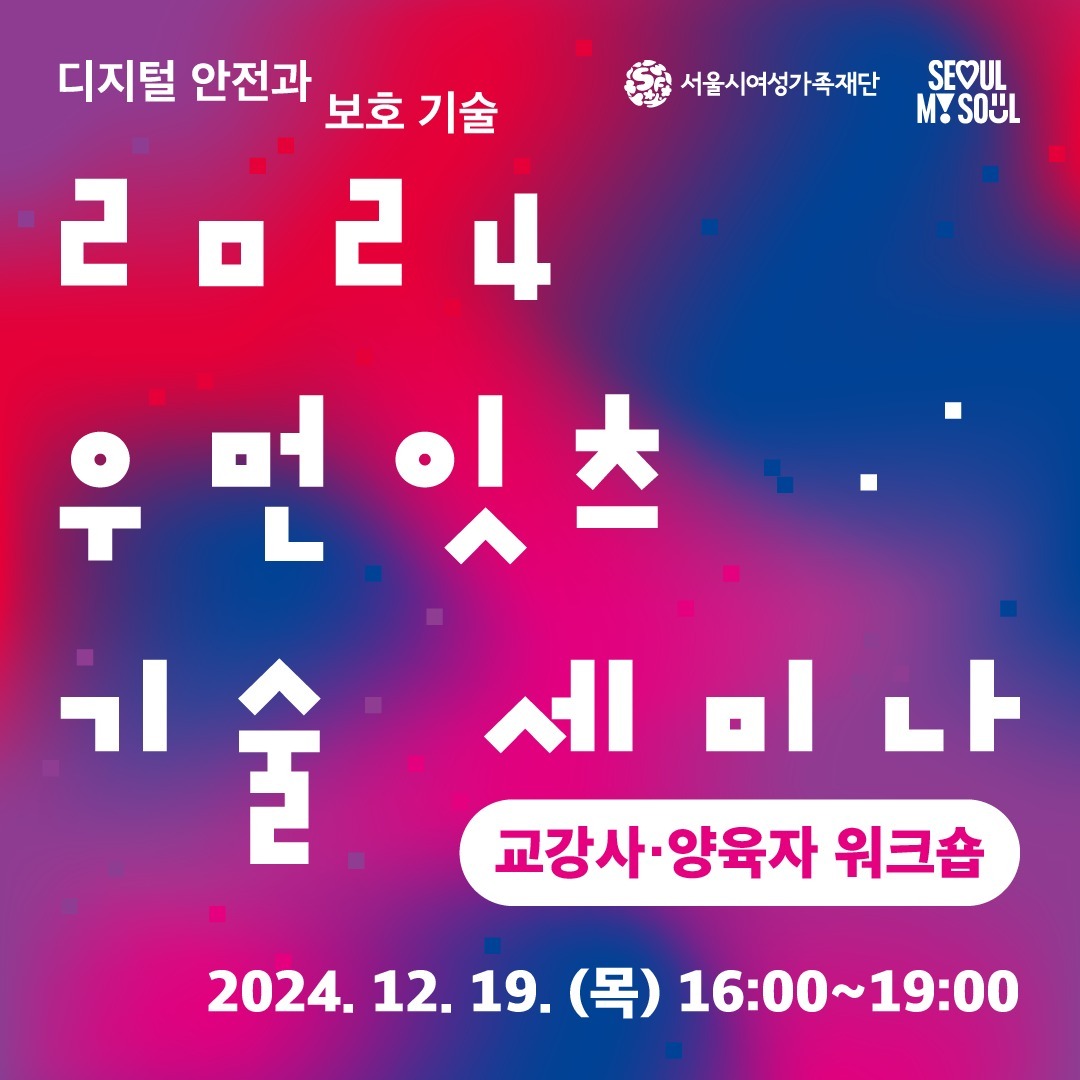 디지털 안전과
보호 기술
서울시여성가족재단
SEOUL
MY SOUL
2024
우먼잇츠
기술 세미나
교강사·양육자 워크숍
2024. 12. 19. (목) 16:00~19:00